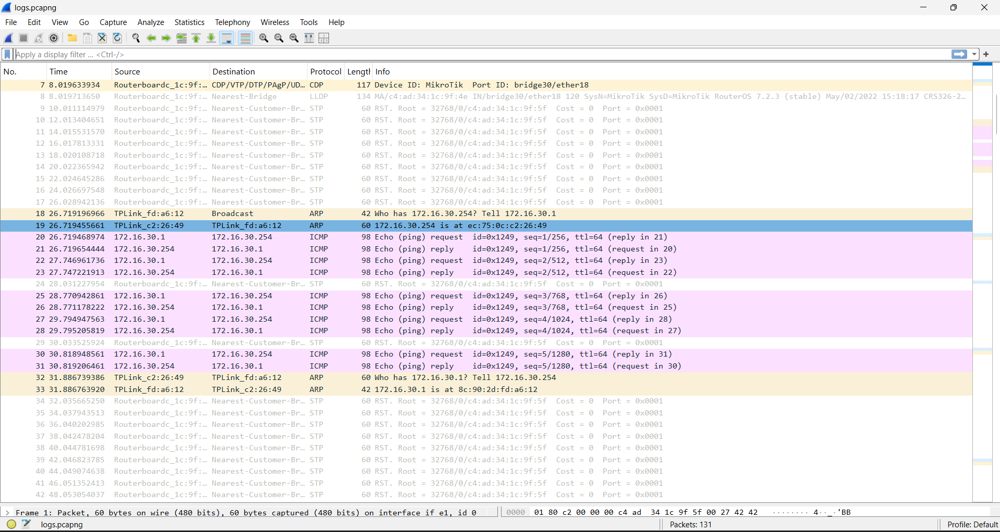 logs.pcapng
File Edit View Go Capture Analyze Statistics Telephony Wireless Tools Help
Apply a display filter ... <Ctrl-/>
No. Time Source Destination Protocol Length Info
7 8.019633934 Routerboardc_1c:9f:… CDP/VTP/DTP/PAgP/UD… CDP 117 Device ID: MikroTik Port ID: bridge30/ether18
8 8.019713650 Routerboardc_1c:9f:… Nearest-Bridge LLDP 134 MA/c4:ad:34:1c:9f:4e IN/bridge30/ether18 120 SysN=MikroTik SysD=MikroTik RouterOS 7.2.3 (stable) May/02/2022 15:18:17 CRS326-2…
9 10.011114979 Routerboardc_1c:9f:… Nearest-Customer-Br… STP 60 RST. Root = 32768/0/c4:ad:34:1c:9f:5f Cost = 0 Port = 0x0001
10 12.013404651 Routerboardc_1c:9f:… Nearest-Customer-Br… STP 60 RST. Root = 32768/0/c4:ad:34:1c:9f:5f Cost = 0 Port = 0x0001
11 14.015531570 Routerboardc_1c:9f:… Nearest-Customer-Br… STP 60 RST. Root = 32768/0/c4:ad:34:1c:9f:5f Cost = 0 Port = 0x0001
12 16.017813331 Routerboardc_1c:9f:… Nearest-Customer-Br… STP 60 RST. Root = 32768/0/c4:ad:34:1c:9f:5f Cost = 0 Port = 0x0001
13 18.020108718 Routerboardc_1c:9f:… Nearest-Customer-Br… STP 60 RST. Root = 32768/0/c4:ad:34:1c:9f:5f Cost = 0 Port = 0x0001
14 20.022365942 Routerboardc_1c:9f:… Nearest-Customer-Br… STP 60 RST. Root = 32768/0/c4:ad:34:1c:9f:5f Cost = 0 Port = 0x0001
15 22.024645286 Routerboardc_1c:9f:… Nearest-Customer-Br… STP 60 RST. Root = 32768/0/c4:ad:34:1c:9f:5f Cost = 0 Port = 0x0001
16 24.026697548 Routerboardc_1c:9f:… Nearest-Customer-Br… STP 60 RST. Root = 32768/0/c4:ad:34:1c:9f:5f Cost = 0 Port = 0x0001
17 26.028942136 Routerboardc_1c:9f:… Nearest-Customer-Br… STP 60 RST. Root = 32768/0/c4:ad:34:1c:9f:5f Cost = 0 Port = 0x0001
18 26.719196966 TPLink_fd:a6:12 Broadcast ARP 42 Who has 172.16.30.254? Tell 172.16.30.1
19 26.719455661 TPLink_c2:26:49 TPLink_fd:a6:12 ARP 60 172.16.30.254 is at ec:75:0c:c2:26:49
20 26.719468974 172.16.30.1 172.16.30.254 ICMP 98 Echo (ping) request id=0x1249, seq=1/256, ttl=64 (reply in 21)
21 26.719654444 172.16.30.254 172.16.30.1 ICMP 98 Echo (ping) reply id=0x1249, seq=1/256, ttl=64 (request in 20)
22 27.746961736 172.16.30.1 172.16.30.254 ICMP 98 Echo (ping) request id=0x1249, seq=2/512, ttl=64 (reply in 23)
23 27.747221913 172.16.30.254 172.16.30.1 ICMP 98 Echo (ping) reply id=0x1249, seq=2/512, ttl=64 (request in 22)
24 28.031227954 Routerboardc_1c:9f:… Nearest-Customer-Br… STP 60 RST. Root = 32768/0/c4:ad:34:1c:9f:5f Cost = 0 Port = 0x0001
25 28.770942861 172.16.30.1 172.16.30.254 ICMP 98 Echo (ping) request id=0x1249, seq=3/768, ttl=64 (reply in 26)
26 28.771178222 172.16.30.254 172.16.30.1 ICMP 98 Echo (ping) reply id=0x1249, seq=3/768, ttl=64 (request in 25)
27 29.794947563 172.16.30.1 172.16.30.254 ICMP 98 Echo (ping) request id=0x1249, seq=4/1024, ttl=64 (reply in 28)
28 29.795205819 172.16.30.254 172.16.30.1 ICMP 98 Echo (ping) reply id=0x1249, seq=4/1024, ttl=64 (request in 27)
29 30.033525924 Routerboardc_1c:9f:… Nearest-Customer-Br… STP 60 RST. Root = 32768/0/c4:ad:34:1c:9f:5f Cost = 0 Port = 0x0001
30 30.818948561 172.16.30.1 172.16.30.254 ICMP 98 Echo (ping) request id=0x1249, seq=5/1280, ttl=64 (reply in 31)
31 30.819206461 172.16.30.254 172.16.30.1 ICMP 98 Echo (ping) reply id=0x1249, seq=5/1280, ttl=64 (request in 30)
32 31.886739386 TPLink_c2:26:49 TPLink_fd:a6:12 ARP 60 Who has 172.16.30.1? Tell 172.16.30.254
33 31.886763920 TPLink_fd:a6:12 TPLink_c2:26:49 ARP 42 172.16.30.1 is at 8c:90:2d:fd:a6:12
34 32.035665250 Routerboardc_1c:9f:… Nearest-Customer-Br… STP 60 RST. Root = 32768/0/c4:ad:34:1c:9f:5f Cost = 0 Port = 0x0001
35 34.037943513 Routerboardc_1c:9f:… Nearest-Customer-Br… STP 60 RST. Root = 32768/0/c4:ad:34:1c:9f:5f Cost = 0 Port = 0x0001
36 36.040202985 Routerboardc_1c:9f:… Nearest-Customer-Br… STP 60 RST. Root = 32768/0/c4:ad:34:1c:9f:5f Cost = 0 Port = 0x0001
37 38.042478204 Routerboardc_1c:9f:… Nearest-Customer-Br… STP 60 RST. Root = 32768/0/c4:ad:34:1c:9f:5f Cost = 0 Port = 0x0001
38 40.044781698 Routerboardc_1c:9f:… Nearest-Customer-Br… STP 60 RST. Root = 32768/0/c4:ad:34:1c:9f:5f Cost = 0 Port = 0x0001
39 42.046823785 Routerboardc_1c:9f:… Nearest-Customer-Br… STP 60 RST. Root = 32768/0/c4:ad:34:1c:9f:5f Cost = 0 Port = 0x0001
40 44.049074638 Routerboardc_1c:9f:… Nearest-Customer-Br… STP 60 RST. Root = 32768/0/c4:ad:34:1c:9f:5f Cost = 0 Port = 0x0001
41 46.051352413 Routerboardc_1c:9f:… Nearest-Customer-Br… STP 60 RST. Root = 32768/0/c4:ad:34:1c:9f:5f Cost = 0 Port = 0x0001
42 48.053054037 Routerboardc_1c:9f:… Nearest-Customer-Br… STP 60 RST. Root = 32768/0/c4:ad:34:1c:9f:5f Cost = 0 Port = 0x0001
Frame 1: Packet, 60 bytes on wire (480 bits), 60 bytes captured (480 bits) on interface if e1, id 0
0000 01 80 c2 00 00 00 c4 ad 34 1c 9f 5f 00 27 42 42 ········ 4··_·'BB
logs.pcapng Packets: 131 Profile: Default